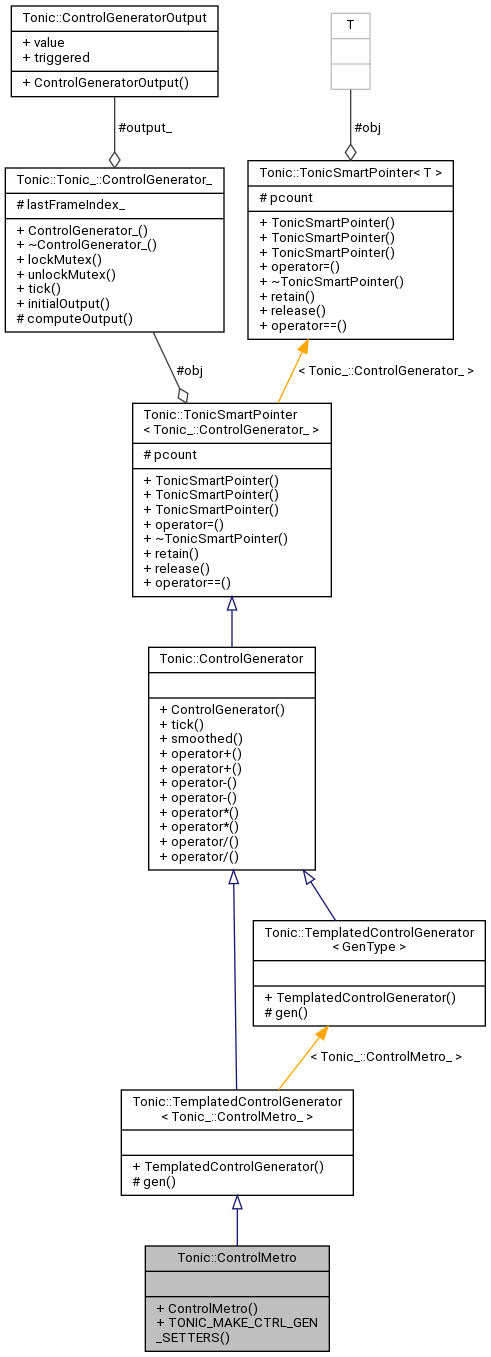 Tonic::ControlGeneratorOutput
+ value
+ triggered
+ ControlGeneratorOutput()
T
#output_
#obj
Tonic::Tonic_::ControlGenerator_
# lastFrameIndex_
+ ControlGenerator_()
+ ~ControlGenerator_()
+ lockMutex()
+ unlockMutex()
+ tick()
+ initialOutput()
# computeOutput()
Tonic::TonicSmartPointer< T >
# pcount
+ TonicSmartPointer()
+ TonicSmartPointer()
+ TonicSmartPointer()
+ operator=()
+ ~TonicSmartPointer()
+ retain()
+ release()
+ operator==()
#obj
< Tonic_::ControlGenerator_ >
Tonic::TonicSmartPointer
< Tonic_::ControlGenerator_ >
# pcount
+ TonicSmartPointer()
+ TonicSmartPointer()
+ TonicSmartPointer()
+ operator=()
+ ~TonicSmartPointer()
+ retain()
+ release()
+ operator==()
Tonic::ControlGenerator
+ ControlGenerator()
+ tick()
+ smoothed()
+ operator+()
+ operator+()
+ operator-()
+ operator-()
+ operator*()
+ operator*()
+ operator/()
+ operator/()
Tonic::TemplatedControlGenerator
< GenType >
+ TemplatedControlGenerator()
# gen()
< Tonic_::ControlMetro_ >
Tonic::TemplatedControlGenerator
< Tonic_::ControlMetro_ >
+ TemplatedControlGenerator()
# gen()
Tonic::ControlMetro
+ ControlMetro()
+ TONIC_MAKE_CTRL_GEN
_SETTERS()